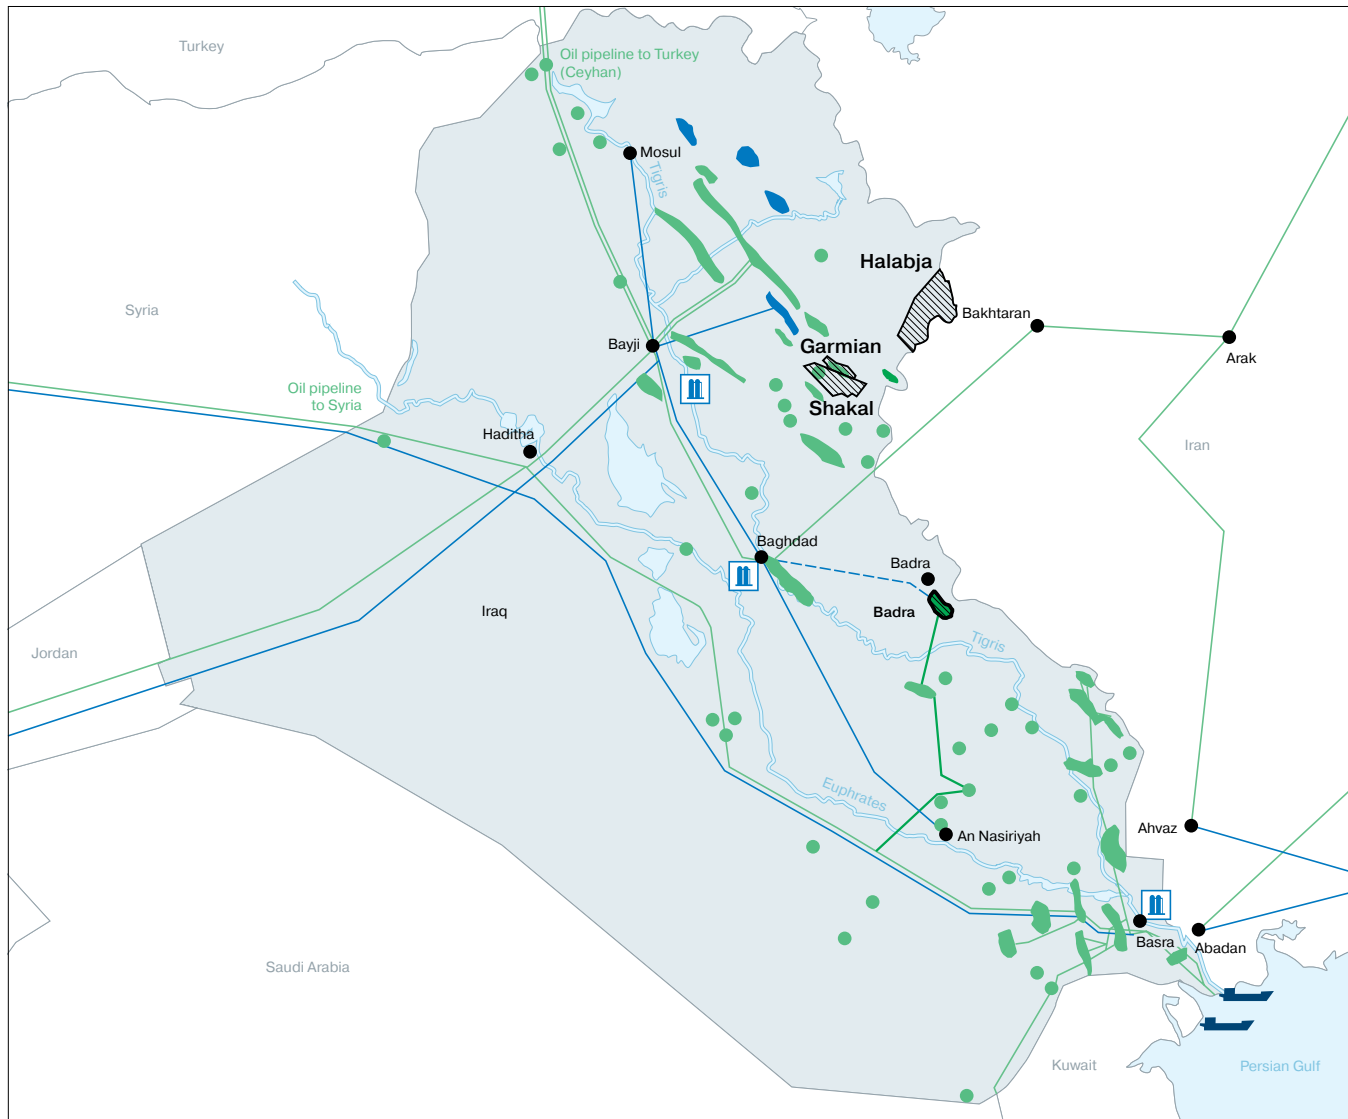 Turkey
Oil pipeline to Turkey
(Ceyhan)
Mosul
Tigris
Halabja
Bakhtaran
Syria
Bayji
Garmian
Arak
Oil pipeline
to Syria
Shakal
Haditha
Iran
Baghdad
Badra
Iraq
Badra
Jordan
Tigris
Euphrates
An Nasiriyah
Ahvaz
Basra
Abadan
Saudi Arabia
Kuwait
Persian Gulf